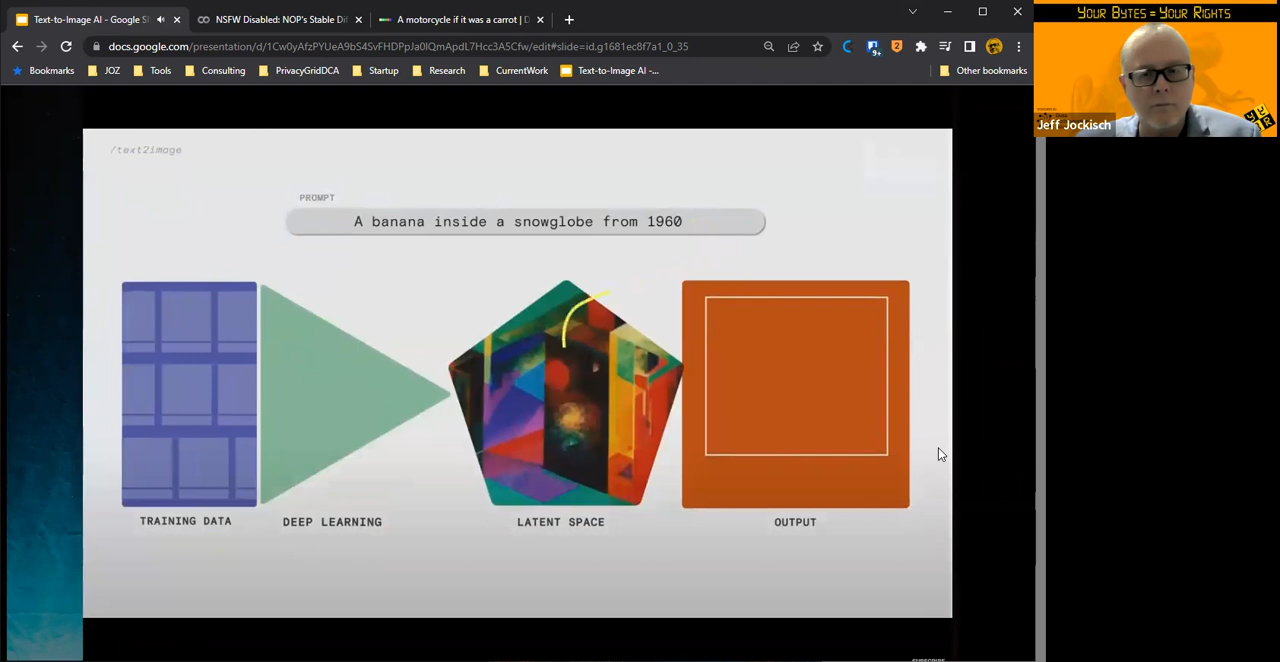 Text-to-Image AI - Google Sl
NSFW Disabled: NOP's Stable Dif
A motorcycle if it was a carrot | D
docs.google.com/presentation/d/1Cw0yAfzPYUeA9bS4SvFHDPpJa0lQmApdL7Hcc3A5Cfw/edit#slide=id.g1681ec8f7a1_0_35
9+
2
Bookmarks
JOZ
Tools
Consulting
PrivacyGridDCA
Startup
Research
CurrentWork
Text-to-Image AI -...
Other bookmarks
YOUR BYTES = YOUR RIGHTS
Jeff Jockisch
/text2image
PROMPT
A banana inside a snowglobe from 1960
TRAINING DATA
DEEP LEARNING
LATENT SPACE
OUTPUT